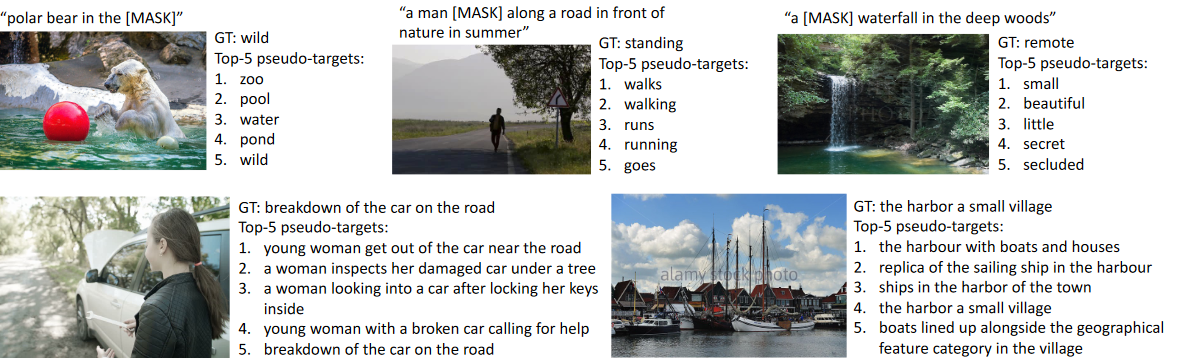 “polar bear in the [MASK]”
GT: wild
Top-5 pseudo-targets:
1. zoo
2. pool
3. water
4. pond
5. wild
“a man [MASK] along a road in front of
nature in summer”
GT: standing
Top-5 pseudo-targets:
1. walks
2. walking
3. runs
4. running
5. goes
“a [MASK] waterfall in the deep woods”
GT: remote
Top-5 pseudo-targets:
1. small
2. beautiful
3. little
4. secret
5. secluded
GT: breakdown of the car on the road
Top-5 pseudo-targets:
1. young woman get out of the car near the road
2. a woman inspects her damaged car under a tree
3. a woman looking into a car after locking her keys
inside
4. young woman with a broken car calling for help
5. breakdown of the car on the road
alamy stock photo
GT: the harbor a small village
Top-5 pseudo-targets:
1. the harbour with boats and houses
2. replica of the sailing ship in the harbour
3. ships in the harbor of the town
4. the harbor a small village
5. boats lined up alongside the geographical
feature category in the village